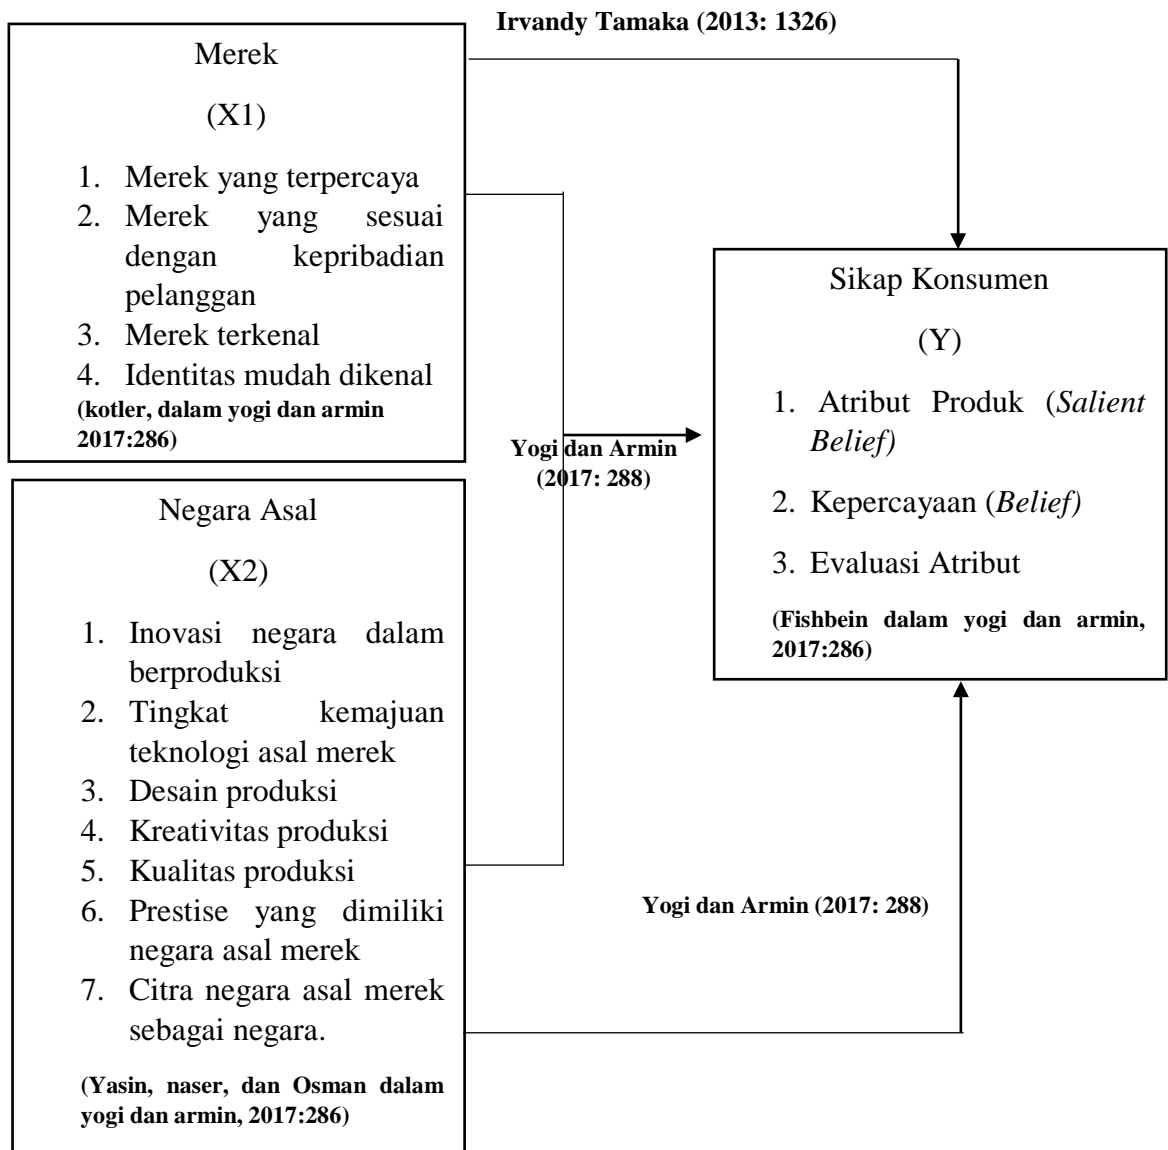 Irvandy Tamaka (2013: 1326)
Merek
(X1)
1. Merek yang terpercaya
2. Merek yang sesuai
dengan kepribadian
pelanggan
3. Merek terkenal
4. Identitas mudah dikenal
(kotler, dalam yogi dan armin
2017:286)
Yogi dan Armin
(2017: 288)
Sikap Konsumen
(Y)
1. Atribut Produk (Salient
Belief)
2. Kepercayaan (Belief)
3. Evaluasi Atribut
(Fishbein dalam yogi dan armin,
2017:286)
Negara Asal
(X2)
1. Inovasi negara dalam
berproduksi
2. Tingkat kemajuan
teknologi asal merek
3. Desain produksi
4. Kreativitas produksi
5. Kualitas produksi
6. Prestise yang dimiliki
negara asal merek
7. Citra negara asal merek
sebagai negara.
(Yasin, naser, dan Osman dalam
yogi dan armin, 2017:286)
Yogi dan Armin (2017: 288)